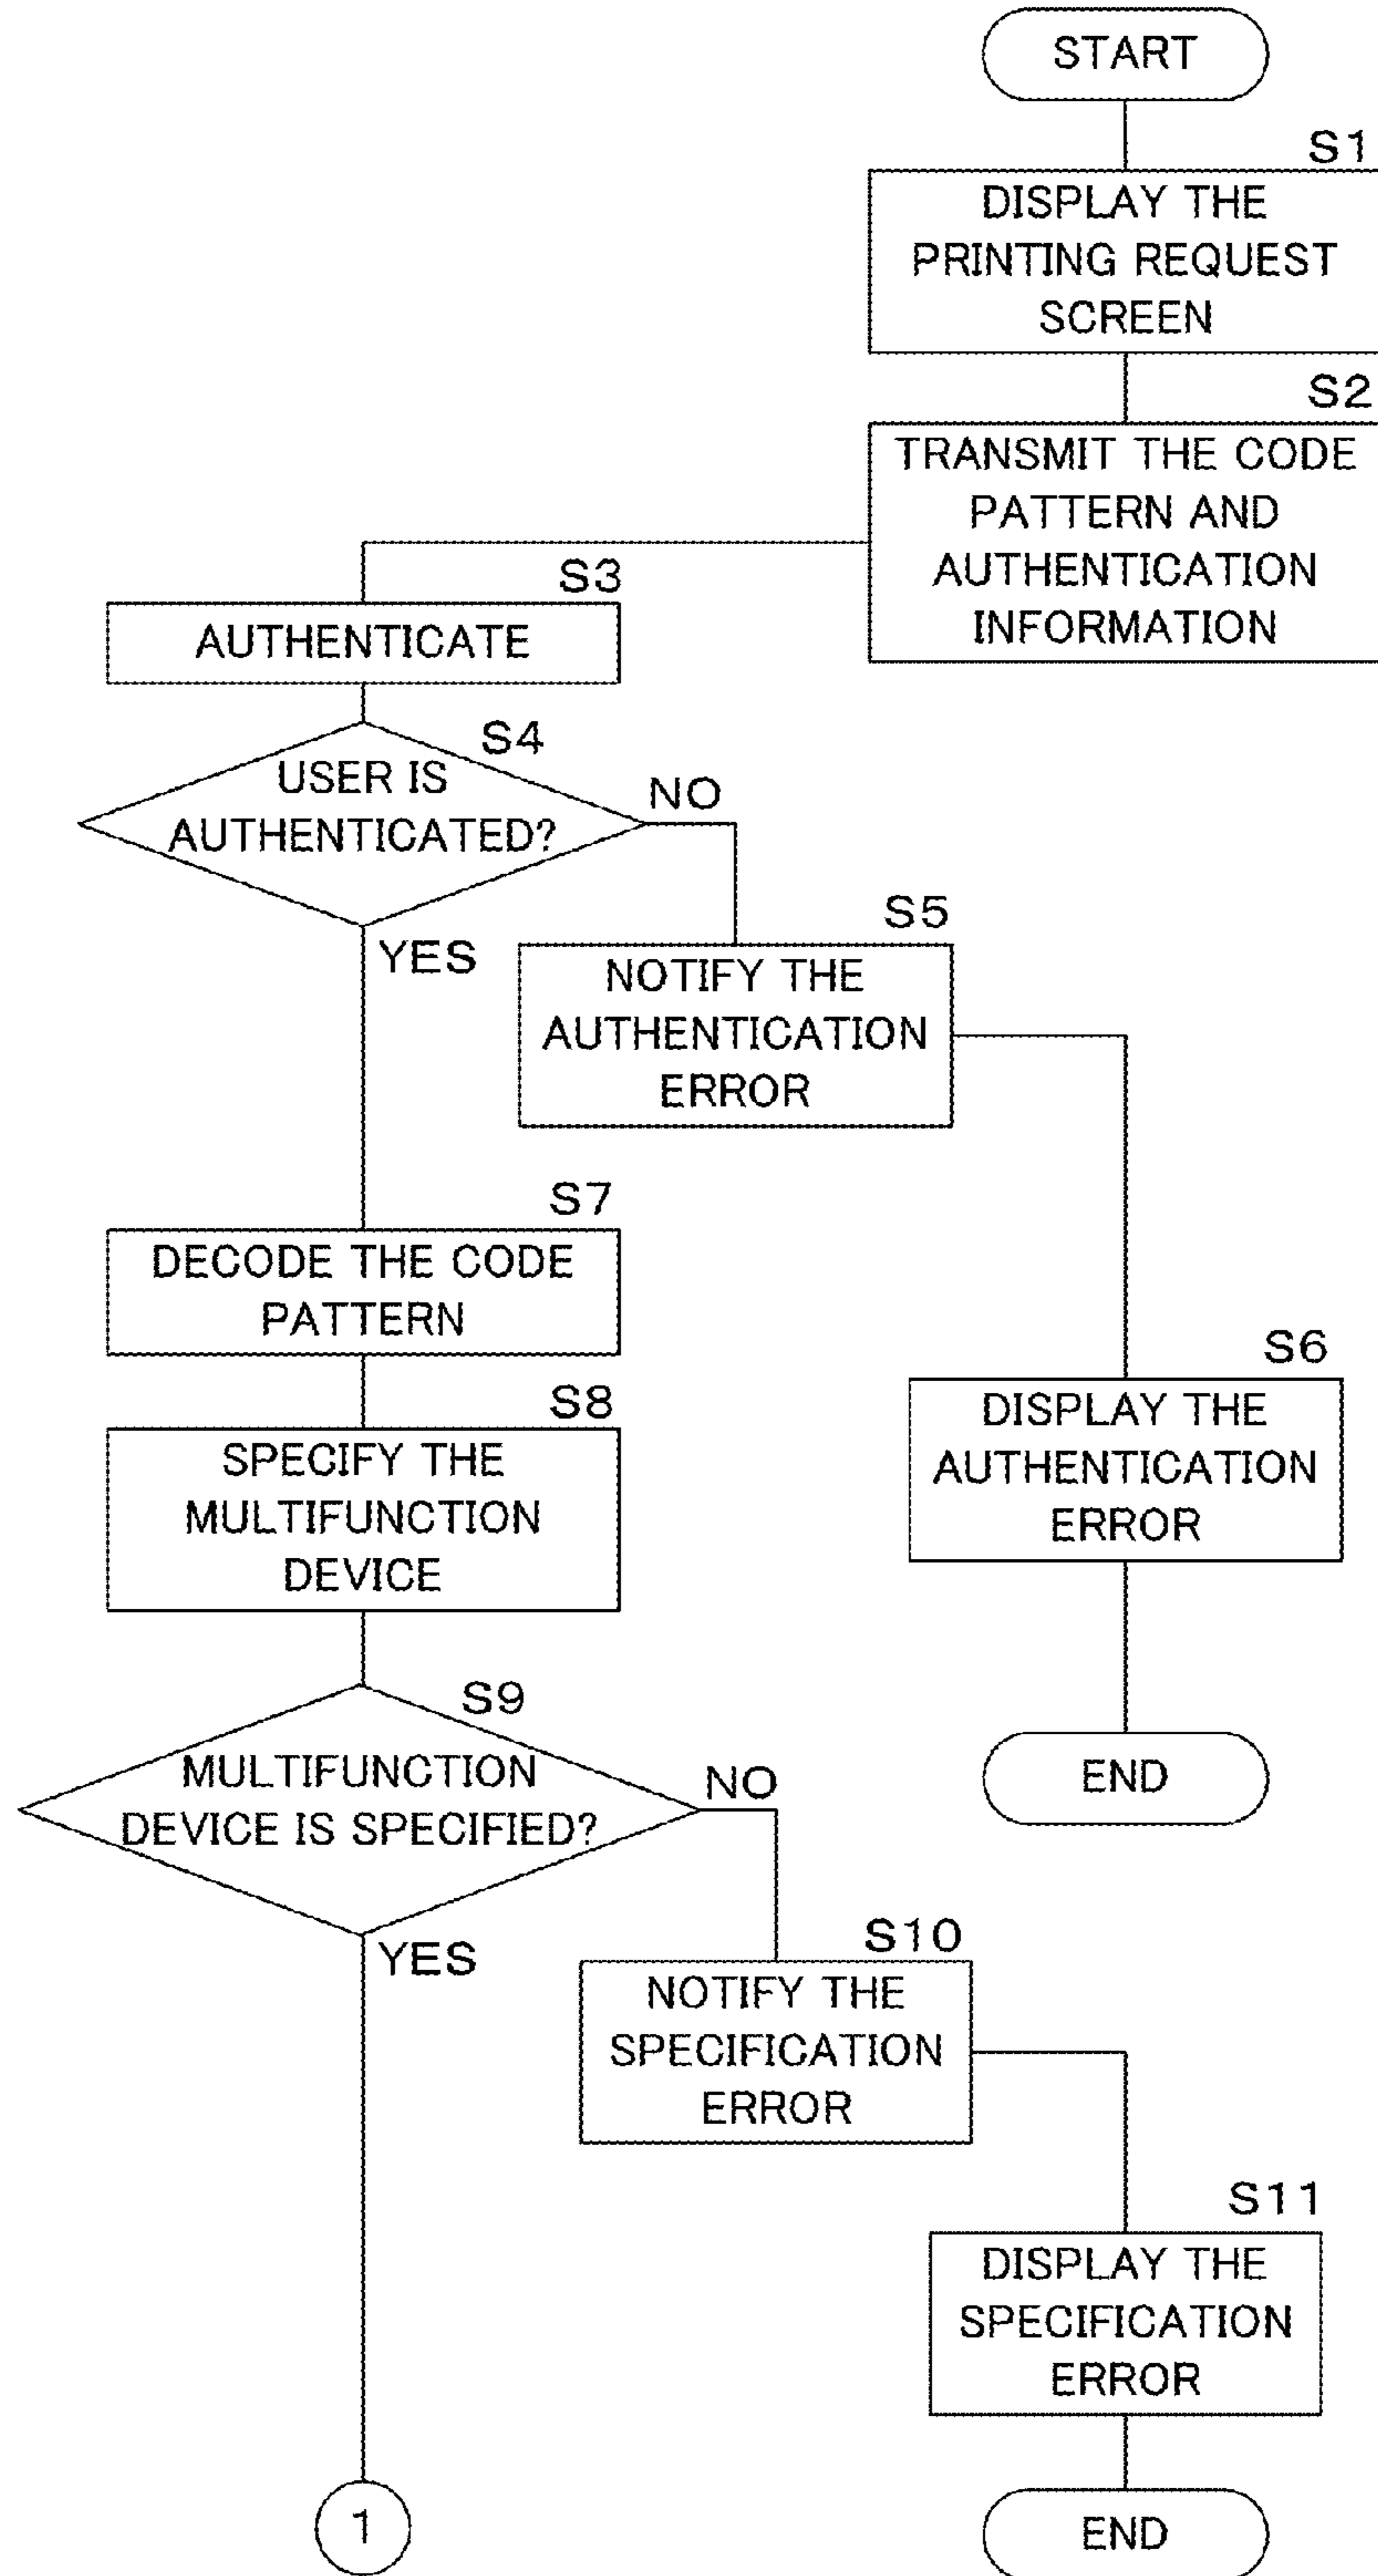 START
S1
DISPLAY THE
PRINTING REQUEST
SCREEN
S2
TRANSMIT THE CODE
PATTERN AND
AUTHENTICATION
INFORMATION
S3
AUTHENTICATE
S4
USER IS
AUTHENTICATED?
NO
YES
S5
NOTIFY THE
AUTHENTICATION
ERROR
S6
DISPLAY THE
AUTHENTICATION
ERROR
END
S7
DECODE THE CODE
PATTERN
S8
SPECIFY THE
MULTIFUNCTION
DEVICE
S9
MULTIFUNCTION
DEVICE IS SPECIFIED?
NO
YES
S10
NOTIFY THE
SPECIFICATION
ERROR
S11
DISPLAY THE
SPECIFICATION
ERROR
END
1